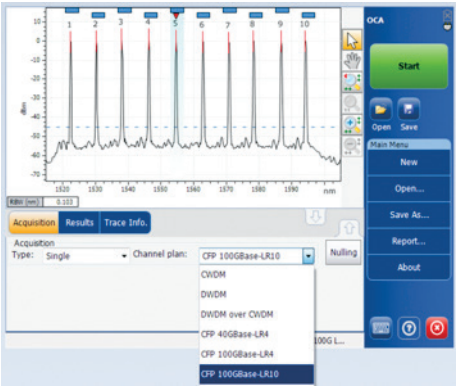 OCA
1 2 3 4 5 6 7 8 9 10
10
0
-10
-20
-30
-40
-50
-60
-70
dBm
1520 1530 1540 1550 1560 1570 1580 1590 nm
RBW (nm) 0.103
Start
Open Save
Main Menu
New
Open...
Save As...
Report...
About
Acquisition Results Trace Info.
Acquisition
Type: Single Channel plan: CFP 100GBase-LR10 Nulling
CWDM
DWDM
DWDM over CWDM
CFP 40GBase-LR4
CFP 100GBase-LR4
CFP 100GBase-LR10
100G L...